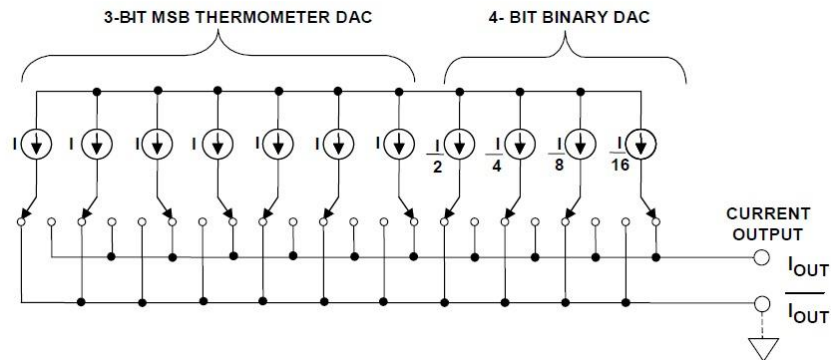 3-BIT MSB THERMOMETER DAC
4- BIT BINARY DAC
I I I I I I I I/2 I/4 I/8 I/16
CURRENT
OUTPUT
IOUT
IOUT